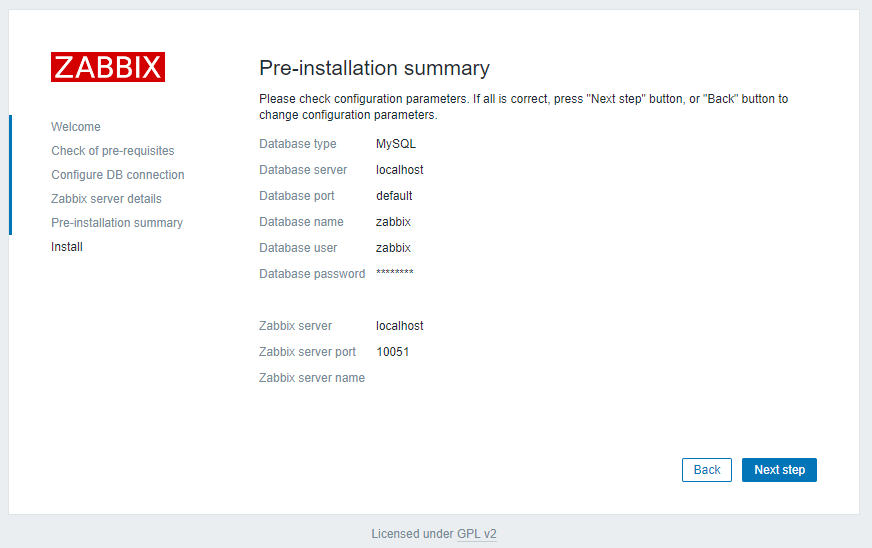 ZABBIX
Welcome
Check of pre-requisites
Configure DB connection
Zabbix server details
Pre-installation summary
Install
Pre-installation summary
Please check configuration parameters. If all is correct, press "Next step" button, or "Back" button to
change configuration parameters.
Database type MySQL
Database server localhost
Database port default
Database name zabbix
Database user zabbix
Database password ********
Zabbix server localhost
Zabbix server port 10051
Zabbix server name
Back Next step
Licensed under GPL v2